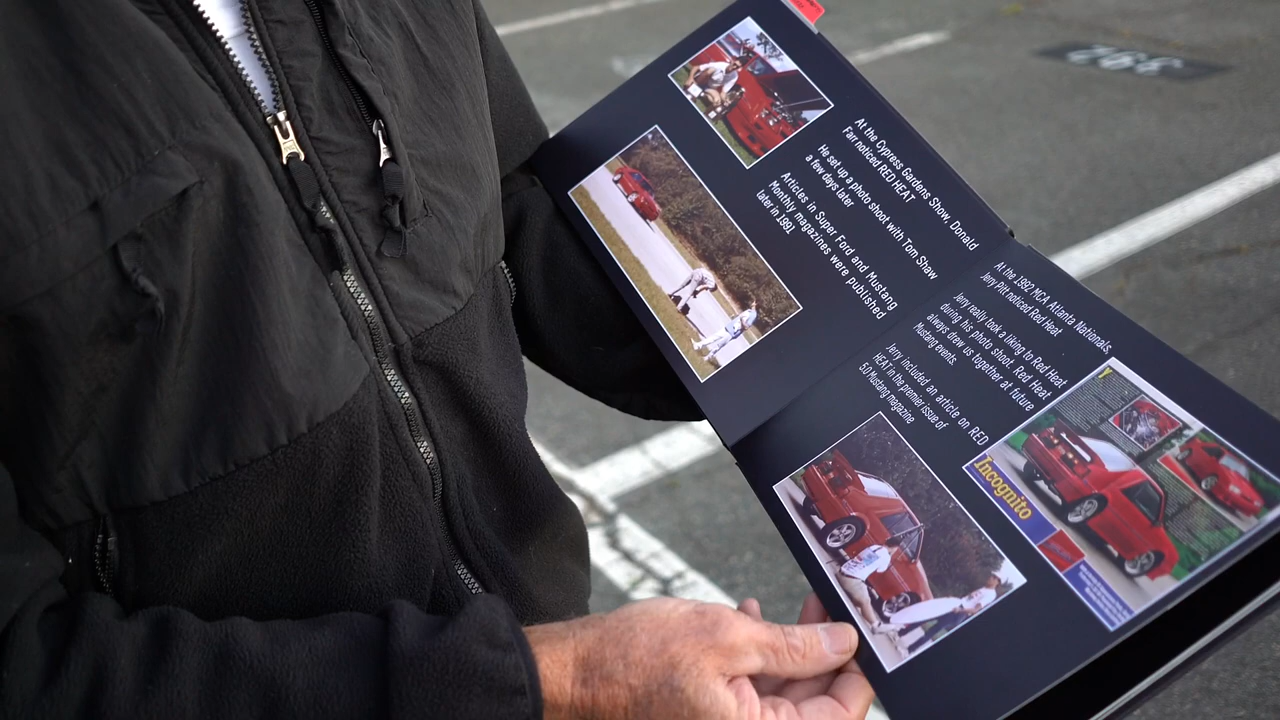 392
At the Cypress Gardens Show, Donald
Farr noticed RED HEAT
He set up a photo shoot with Tom Shaw
a few days later
Articles in Super Ford and Mustang
Monthly magazines were published
later in 1991
At the 1992 MCA Atlanta Nationals,
Jerry Pitt noticed Red Heat
Jerry really took a liking to Red Heat
during his photo shoot. Red Heat
always drew us together at future
Mustang events.
Jerry included an article on RED
HEAT in the premier issue of
5.0 Mustang magazine
Incognito